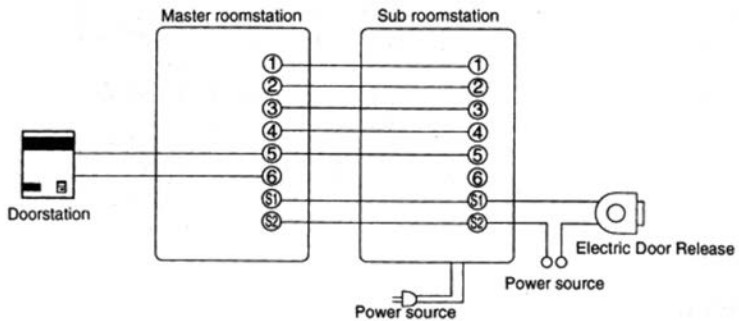 Master roomstation
Sub roomstation
① ①
② ②
③ ③
④ ④
⑤ ⑤
⑥ ⑥
S1 S1
S2 S2
Doorstation
Electric Door Release
Power source
Power source